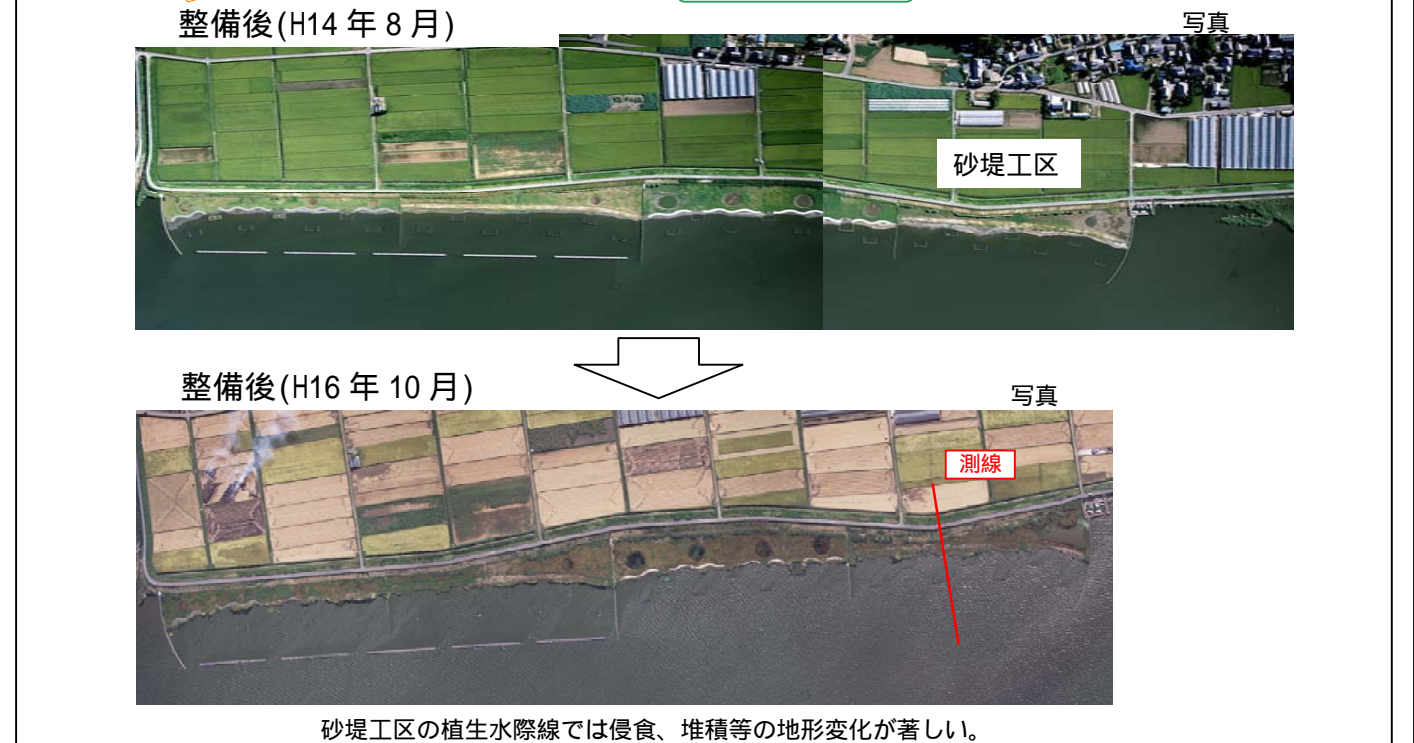 整備後(H14 年 8 月)
写真
砂堤工区
整備後(H16 年 10 月)
写真
測線
砂堤工区の植生水際線では侵食、堆積等の地形変化が著しい。